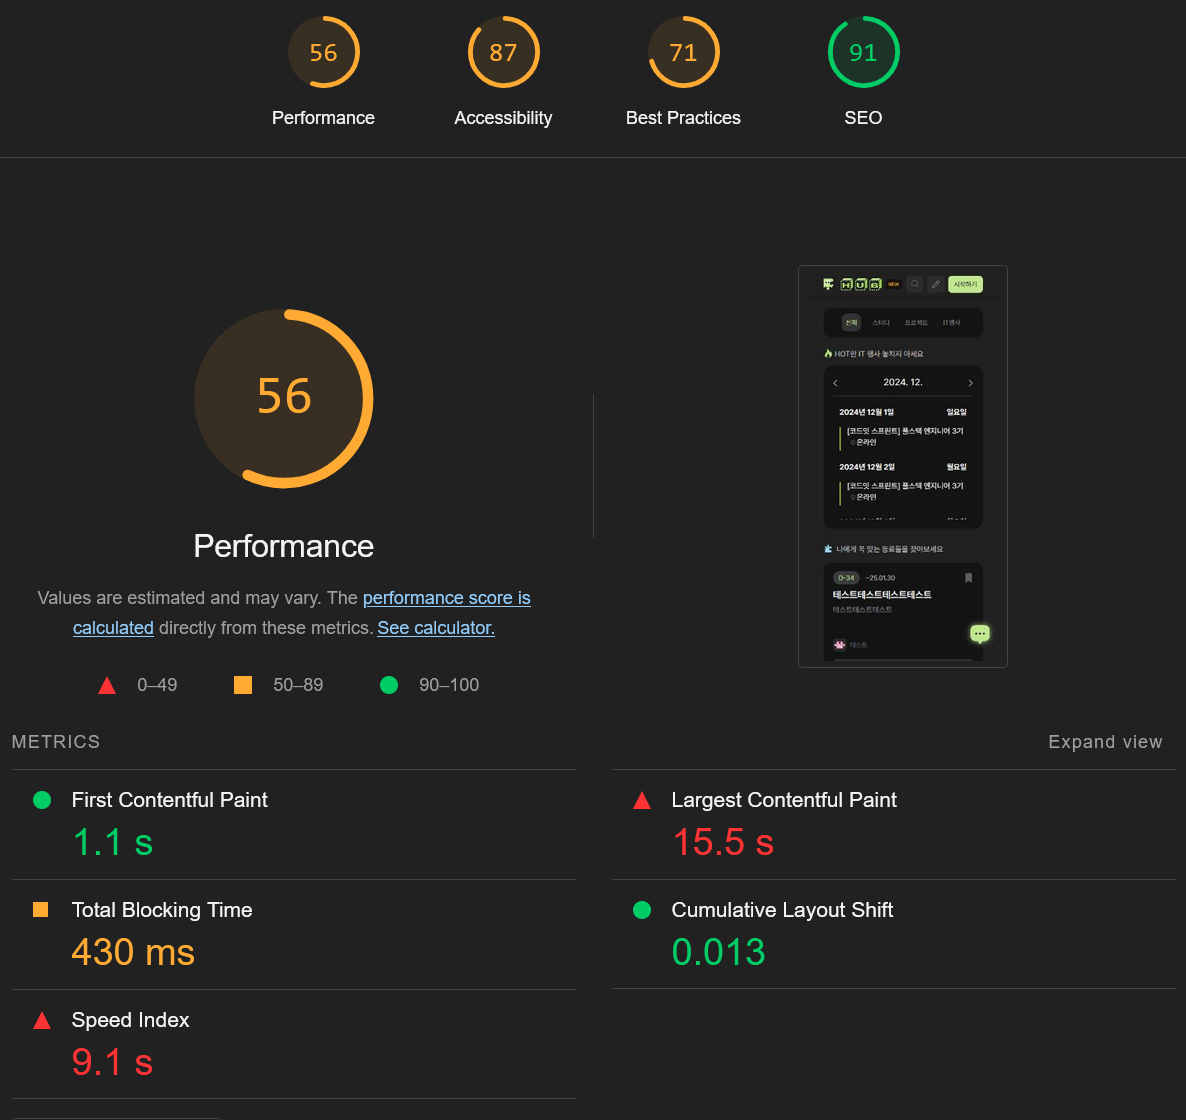 56
Performance
87
Accessibility
71
Best Practices
91
SEO
56
Performance
Values are estimated and may vary. The performance score is
calculated directly from these metrics. See calculator.
0–49
50–89
90–100
HUB NEW 시작하기
전체 스터디 프로젝트 IT행사
HOT한 IT 행사 놓치지 마세요
2024. 12.
2024년 12월 1일 일요일
[코드잇 스프린트] 풀스택 엔지니어 3기
온라인
2024년 12월 2일 월요일
[코드잇 스프린트] 풀스택 엔지니어 3기
온라인
나에게 꼭 맞는 동료들을 찾아보세요
D-34 ~25.01.30
테스트테스트테스트테스트
테스트테스트테스트
테스트
METRICS
Expand view
First Contentful Paint
1.1 s
Largest Contentful Paint
15.5 s
Total Blocking Time
430 ms
Cumulative Layout Shift
0.013
Speed Index
9.1 s